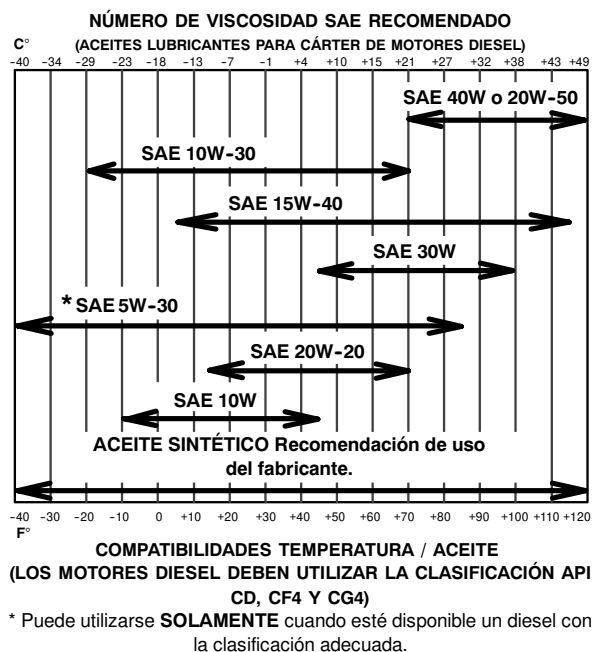 NÚMERO DE VISCOSIDAD SAE RECOMENDADO
C° (ACEITES LUBRICANTES PARA CÁRTER DE MOTORES DIESEL)
-40 -34 -29 -23 -18 -13 -7 -1 +4 +10 +15 +21 +27 +32 +38 +43 +49
SAE 40W o 20W-50
SAE 10W-30
SAE 15W-40
SAE 30W
* SAE 5W-30
SAE 20W-20
SAE 10W
ACEITE SINTÉTICO Recomendación de uso
del fabricante.
-40 -30 -20 -10 0 +10 +20 +30 +40 +50 +60 +70 +80 +90 +100 +110 +120
F°
COMPATIBILIDADES TEMPERATURA / ACEITE
(LOS MOTORES DIESEL DEBEN UTILIZAR LA CLASIFICACIÓN API
CD, CF4 Y CG4)
* Puede utilizarse SOLAMENTE cuando esté disponible un diesel con
la clasificación adecuada.